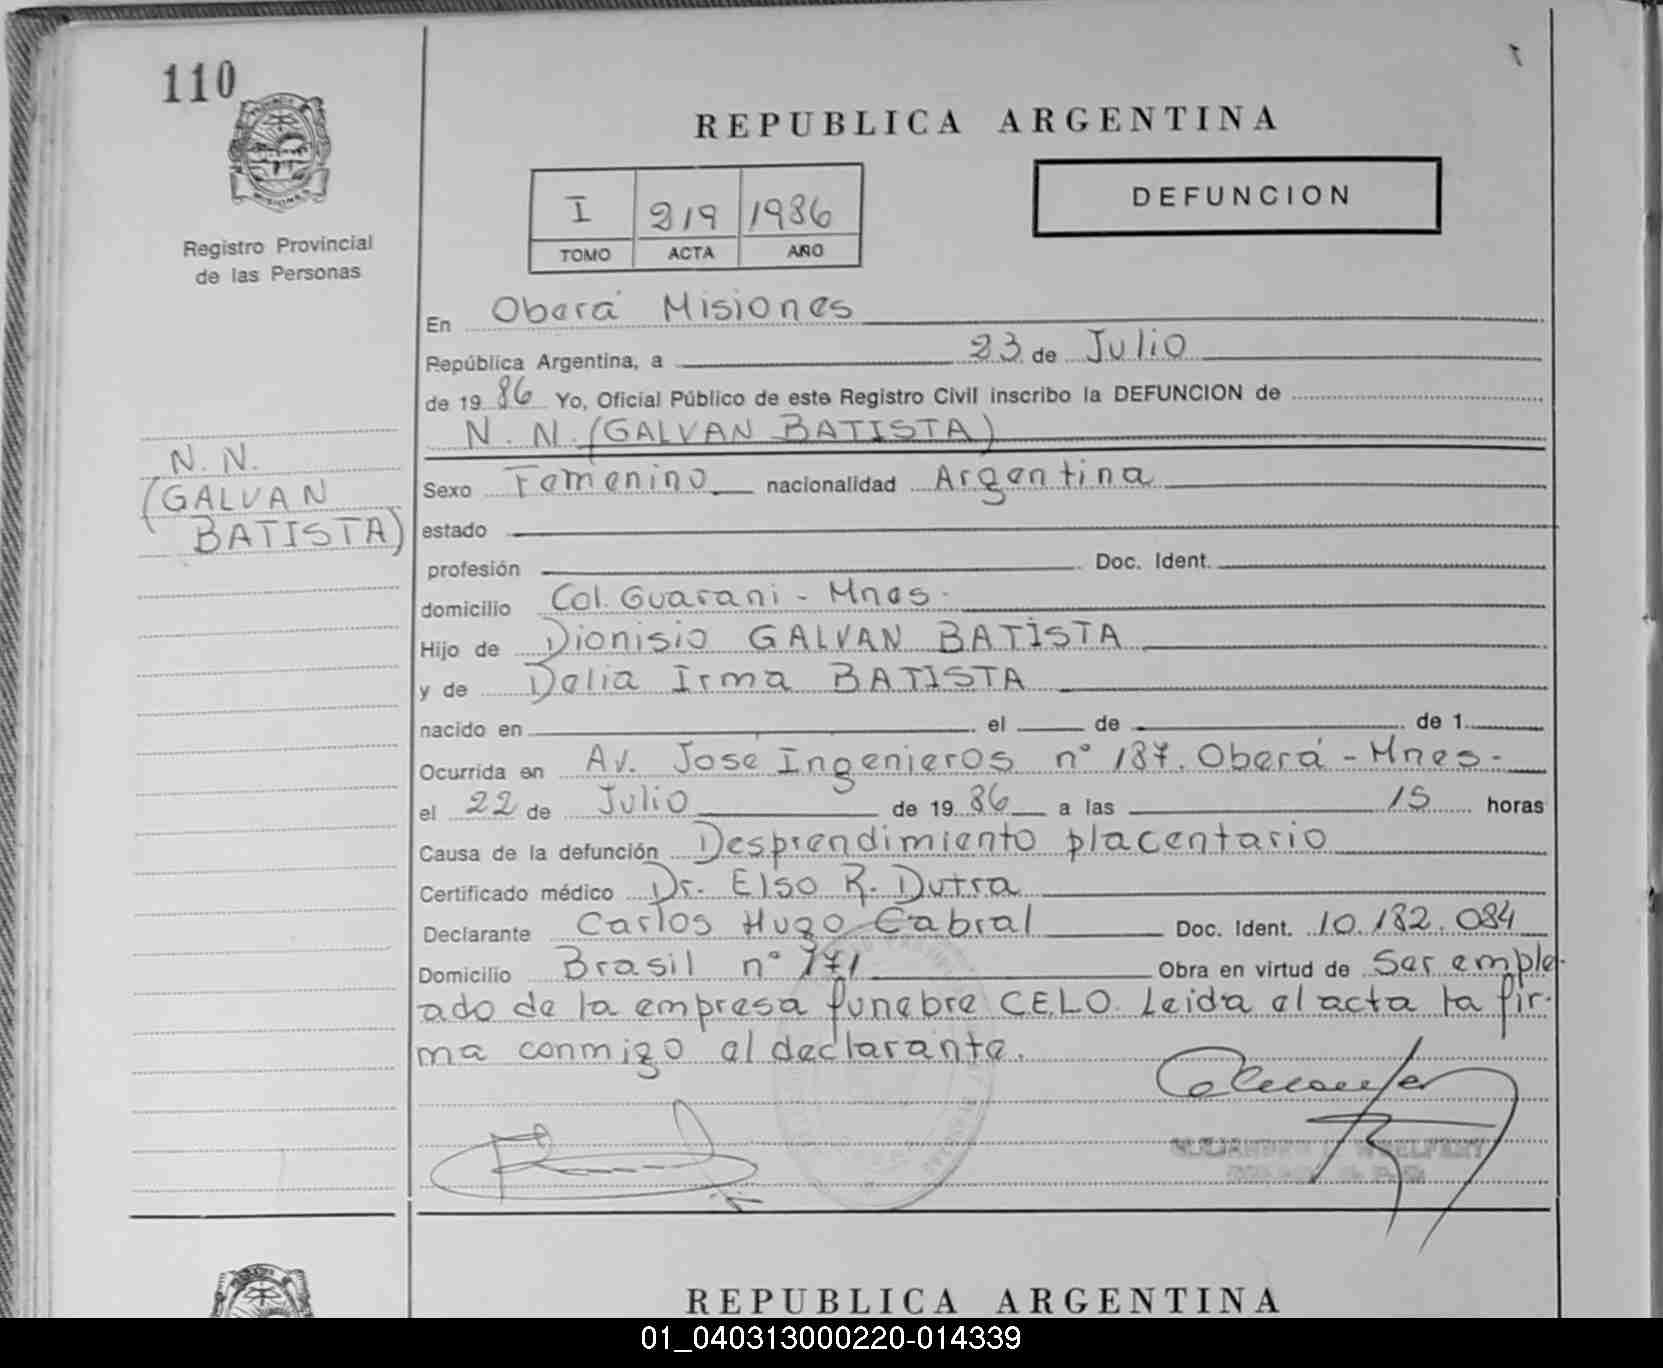 110
MISIONES
Registro Provincial
de las Personas
REPUBLICA ARGENTINA
I 219 1986
TOMO ACTA AÑO
DEFUNCION
En Oberá Misiones
República Argentina, a 23 de Julio
de 19 86 Yo, Oficial Público de este Registro Civil inscribo la DEFUNCION de
N. N. (GALVAN BATISTA)
N. N.
(GALVAN
BATISTA)
Sexo Femenino nacionalidad Argentina
estado
profesión Doc. Ident.
domicilio Col. Guarani - Mnes.
Hijo de Dionisio GALVAN BATISTA
y de Delia Irma BATISTA
nacido en el de de 1
Ocurrida en Av. Jose Ingenieros n° 187. Oberá - Mnes -
el 22 de Julio de 19 86 a las 15 horas
Causa de la defunción Desprendimiento placentario
Certificado médico Dr. Elso R. Dutra
Declarante Carlos Hugo Cabral Doc. Ident. 10.182.084
Domicilio Brasil n° 171 Obra en virtud de Ser emple-
ado de la empresa funebre CELO. Leida el acta la fir-
ma conmigo el declarante.
REPUBLICA ARGENTINA
01_040313000220-014339